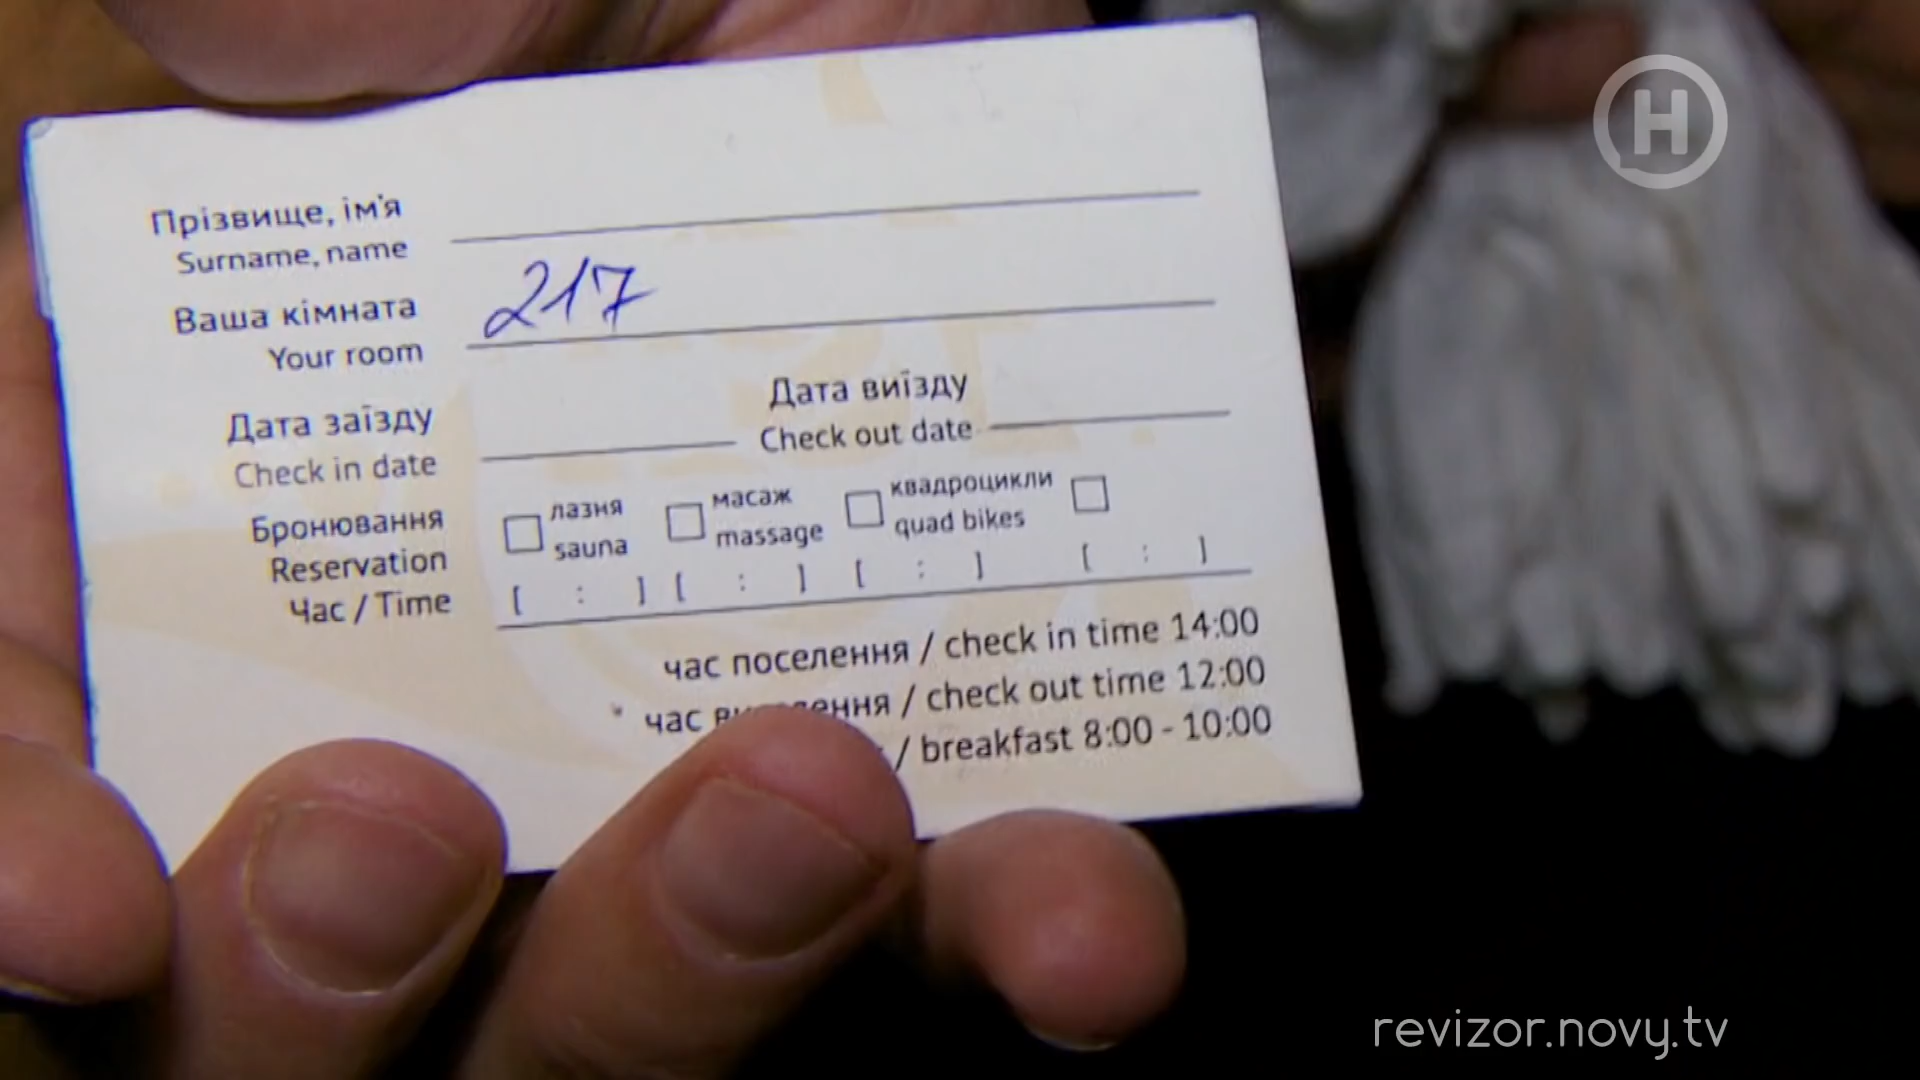 H
Прізвище, ім'я
Surname, name
Ваша кімната 217
Your room
Дата заїзду
Check in date
Дата виїзду
Check out date
Бронювання
Reservation
лазня
sauna
масаж
massage
квадроцикли
quad bikes
Час / Time [ : ] [ : ] [ : ] [ : ]
час поселення / check in time 14:00
* час / check out time 12:00
/ breakfast 8:00 - 10:00
revizor.novy.tv